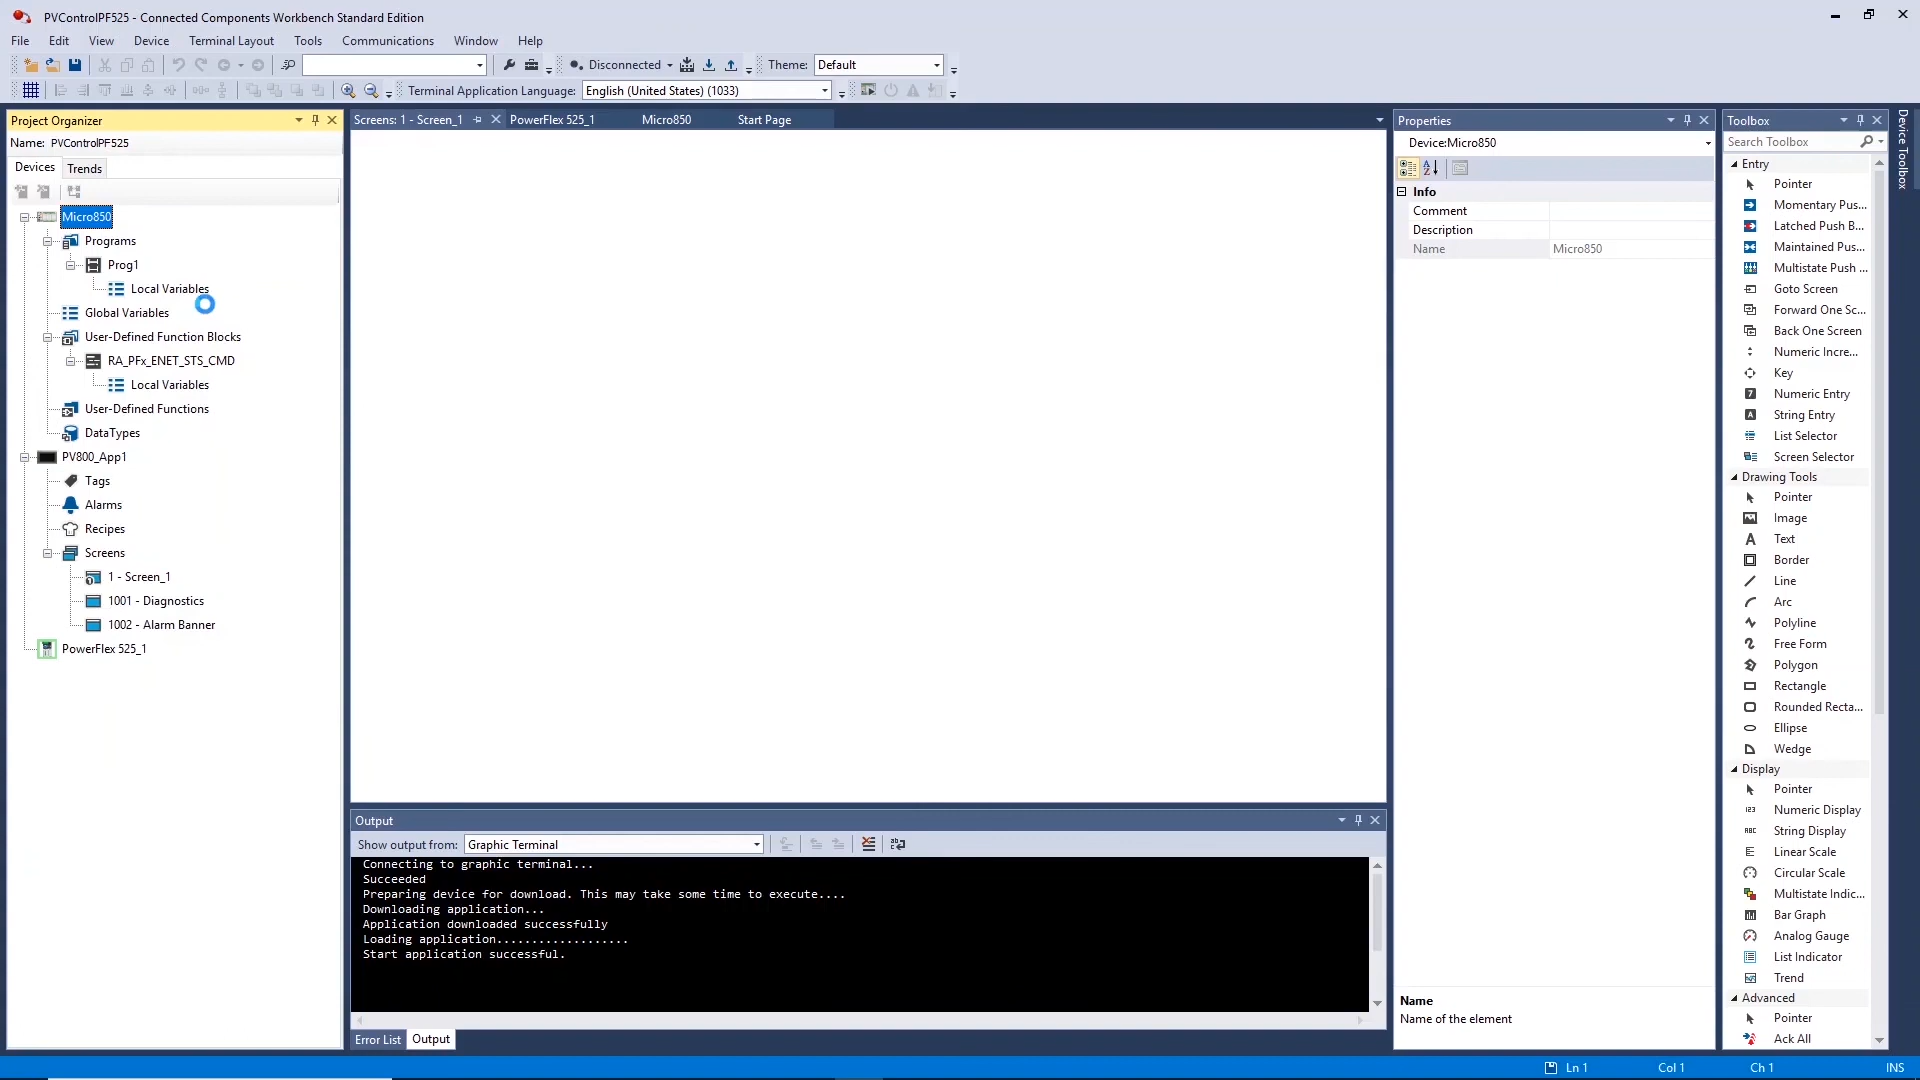 PVControlPF525 - Connected Components Workbench Standard Edition
File Edit View Device Terminal Layout Tools Communications Window Help
Disconnected Theme: Default
Terminal Application Language: English (United States) (1033)
Project Organizer
Name: PVControlPF525
Devices Trends
Micro850
Programs
Prog1
Local Variables
Global Variables
User-Defined Function Blocks
RA_PFx_ENET_STS_CMD
Local Variables
User-Defined Functions
DataTypes
PV800_App1
Tags
Alarms
Recipes
Screens
1 - Screen_1
1001 - Diagnostics
1002 - Alarm Banner
PowerFlex 525_1
Screens: 1 - Screen_1 PowerFlex 525_1 Micro850 Start Page
Output
Show output from: Graphic Terminal
Connecting to graphic terminal...
Succeeded
Preparing device for download. This may take some time to execute....
Downloading application...
Application downloaded successfully
Loading application...................
Start application successful.
Error List Output
Properties
Device:Micro850
Info
Comment
Description
Name Micro850
Name
Name of the element
Toolbox
Search Toolbox
Entry
Pointer
Momentary Pus...
Latched Push B...
Maintained Pus...
Multistate Push ...
Goto Screen
Forward One Sc...
Back One Screen
Numeric Incre...
Key
Numeric Entry
String Entry
List Selector
Screen Selector
Drawing Tools
Pointer
Image
Text
Border
Line
Arc
Polyline
Free Form
Polygon
Rectangle
Rounded Recta...
Ellipse
Wedge
Display
Pointer
Numeric Display
String Display
Linear Scale
Circular Scale
Multistate Indic...
Bar Graph
Analog Gauge
List Indicator
Trend
Advanced
Pointer
Ack All
Device Toolbox
Ln 1 Col 1 Ch 1 INS